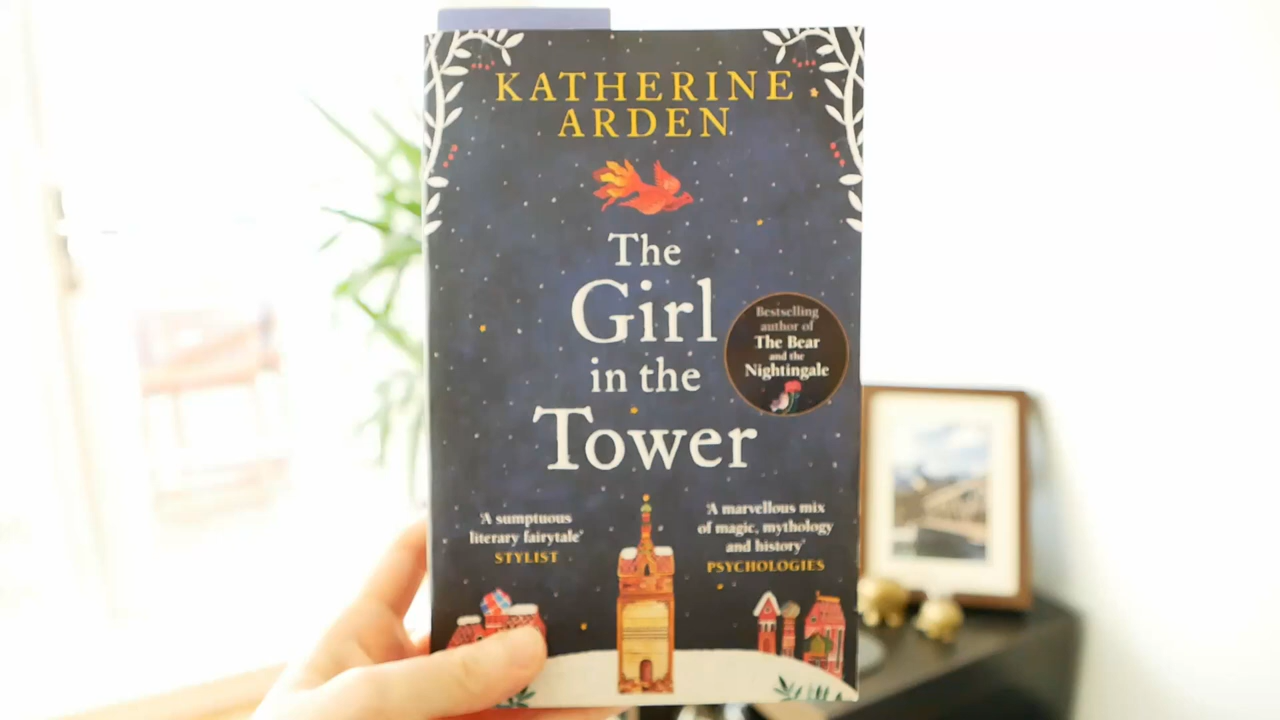 KATHERINE
ARDEN
The
Girl
in the
Tower
Bestselling
author of
The Bear
and the
Nightingale
'A sumptuous
literary fairytale'
STYLIST
'A marvellous mix
of magic, mythology
and history'
PSYCHOLOGIES